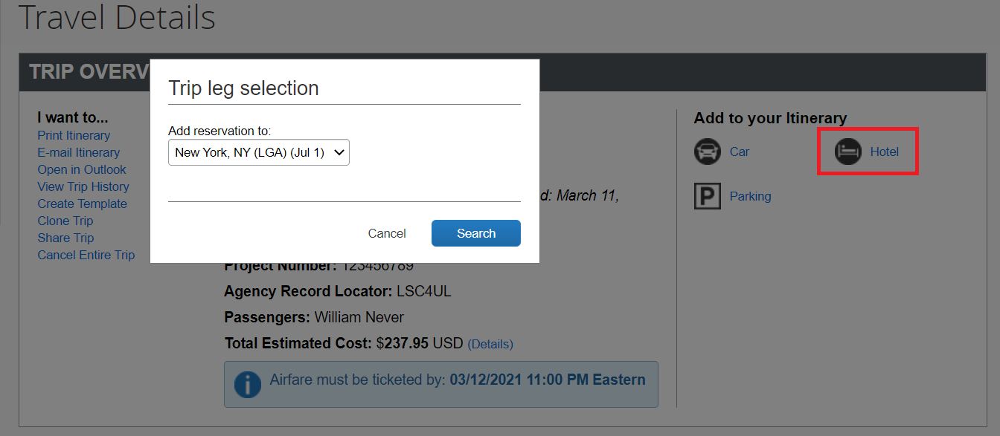 Travel Details
TRIP OVERV
Trip leg selection
Add reservation to:
New York, NY (LGA) (Jul 1)
Cancel
Search
I want to...
Print Itinerary
E-mail Itinerary
Open in Outlook
View Trip History
Create Template
Clone Trip
Share Trip
Cancel Entire Trip
d: March 11,
Project Number: 123456789
Agency Record Locator: LSC4UL
Passengers: William Never
Total Estimated Cost: $237.95 USD (Details)
Airfare must be ticketed by: 03/12/2021 11:00 PM Eastern
Add to your Itinerary
Car
Hotel
P Parking